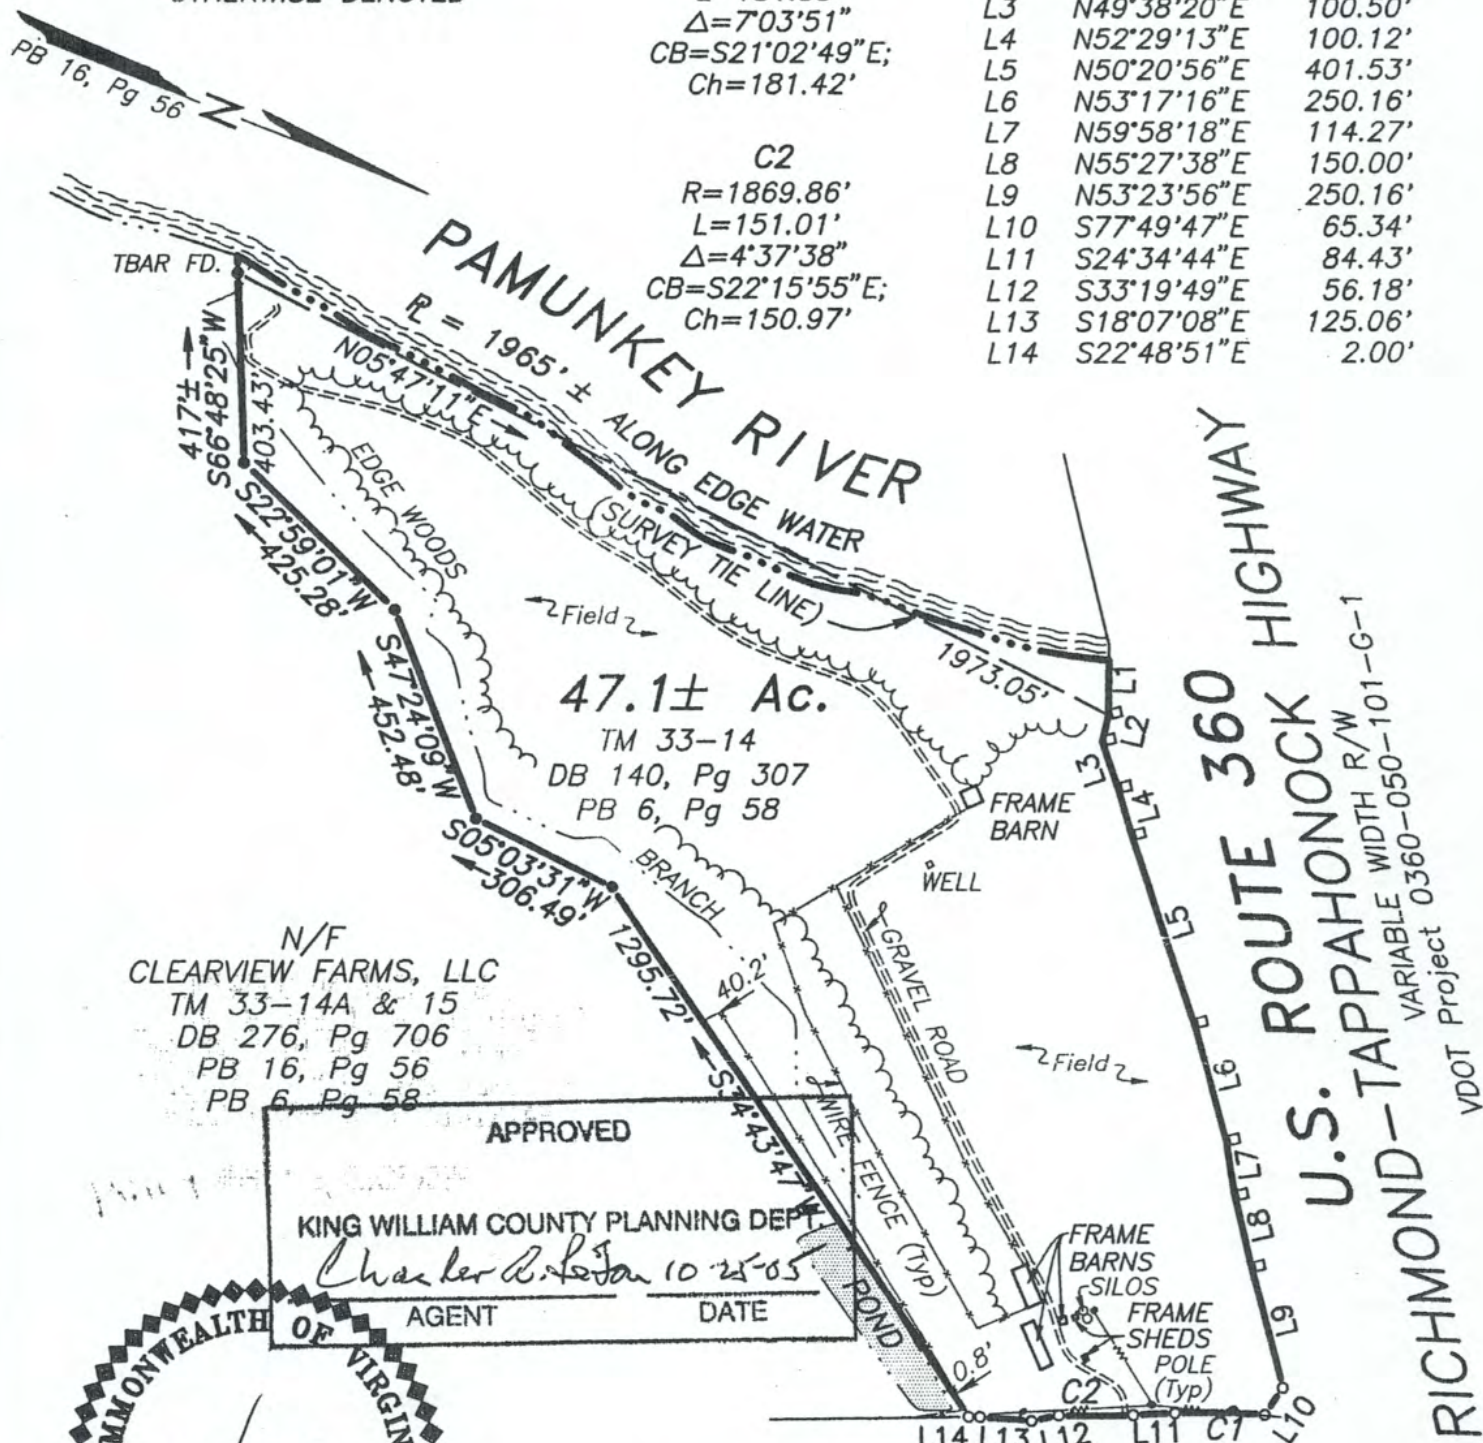 Δ=7°03'51"
CB=S21°02'49"E;
Ch=181.42'
C2
R=1869.86'
L=151.01'
Δ=4°37'38"
CB=S22°15'55"E;
Ch=150.97'
L3 N49°38'20"E 100.50'
L4 N52°29'13"E 100.12'
L5 N50°20'56"E 401.53'
L6 N53°17'16"E 250.16'
L7 N59°58'18"E 114.27'
L8 N55°27'38"E 150.00'
L9 N53°23'56"E 250.16'
L10 S77°49'47"E 65.34'
L11 S24°34'44"E 84.43'
L12 S33°19'49"E 56.18'
L13 S18°07'08"E 125.06'
L14 S22°48'51"E 2.00'
PB 16, Pg 56
N
PAMUNKEY RIVER
TBAR FD.
PL = 1965' ± ALONG EDGE WATER
N05°47'11"E
(SURVEY TIE LINE)
1973.05'
417'±
S66°48'25"W
403.43'
S22°59'01"W
425.28'
S47°24'09"W
452.48'
S05°03'31"W
306.49'
1295.72'
S34°43'47"W
EDGE WOODS
Field
47.1± Ac.
TM 33-14
DB 140, Pg 307
PB 6, Pg 58
BRANCH
FRAME
BARN
WELL
GRAVEL ROAD
40.2'
WIRE FENCE (Typ)
Field
L1
L2
L3
L4
L5
L6
L7
L8
L9
L10
U.S. ROUTE 360
RICHMOND-TAPPAHONOCK HIGHWAY
VARIABLE WIDTH R/W
VDOT Project 0360-050-101-G-1
N/F
CLEARVIEW FARMS, LLC
TM 33-14A & 15
DB 276, Pg 706
PB 16, Pg 56
PB 6, Pg 58
APPROVED
KING WILLIAM COUNTY PLANNING DEPT.
10-25-05
AGENT DATE
POND
0.8'
FRAME
BARNS
SILOS
FRAME
SHEDS
POLE
(Typ)
C2
L14 L13 L12 L11 C1
MMONWEALTH OF VIRGIN